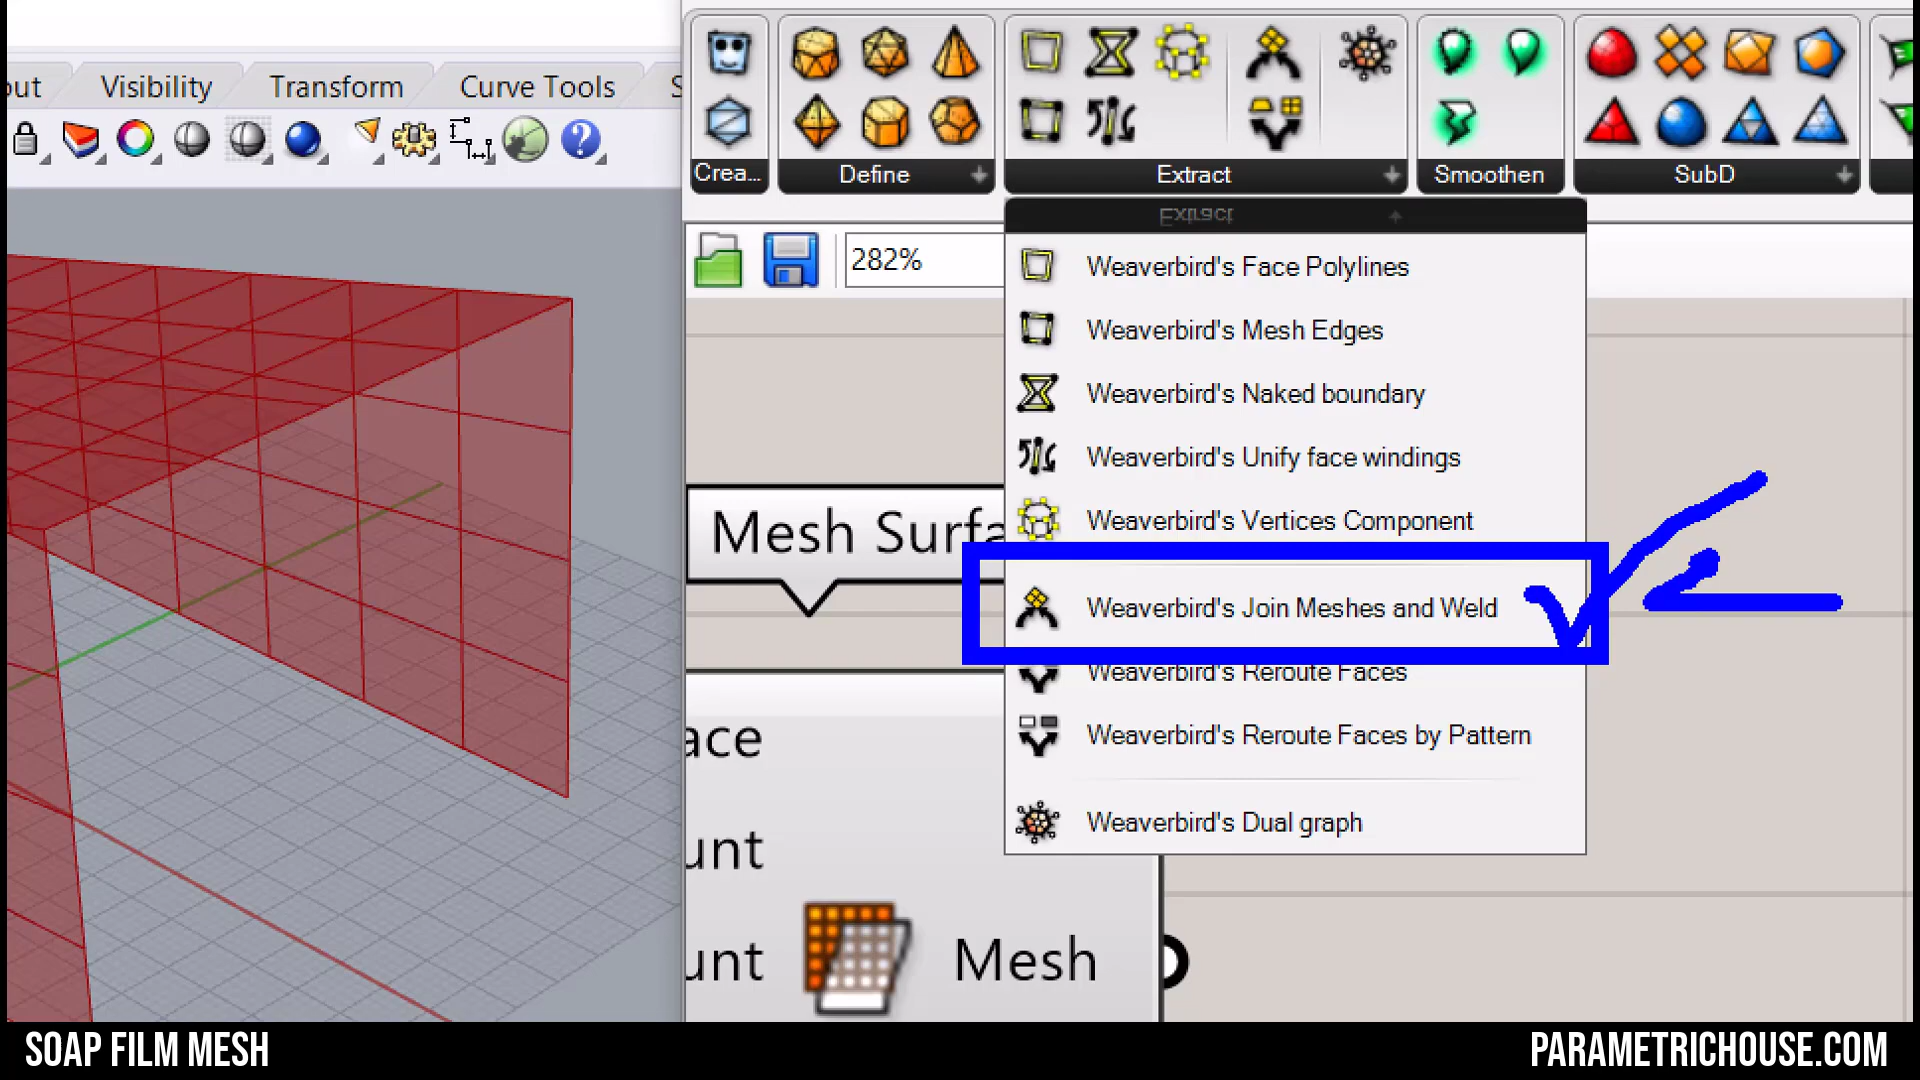 Visibility
Transform
Curve Tools
Crea...
Define
Extract
Smoothen
SubD
Extract
282%
Weaverbird's Face Polylines
Weaverbird's Mesh Edges
Weaverbird's Naked boundary
Weaverbird's Unify face windings
Weaverbird's Vertices Component
Mesh Surfa
Weaverbird's Join Meshes and Weld
Weaverbird's Reroute Faces
Weaverbird's Reroute Faces by Pattern
Weaverbird's Dual graph
ace
unt
unt
Mesh
SOAP FILM MESH
PARAMETRICHOUSE.COM